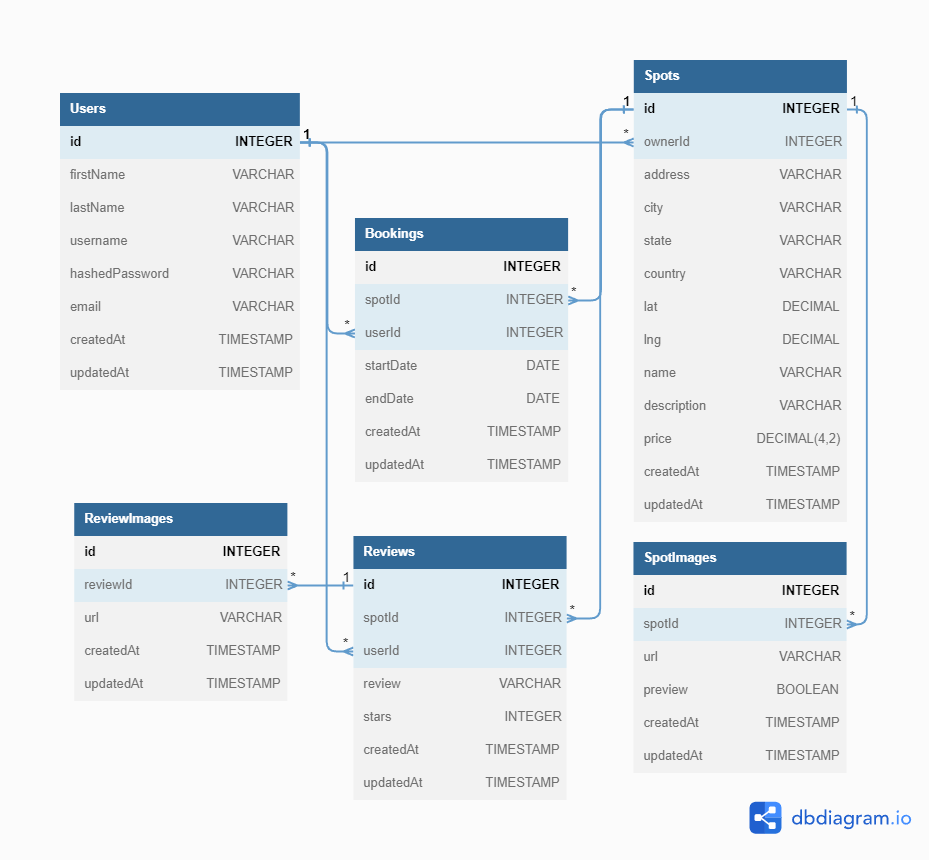 Users
id INTEGER
firstName VARCHAR
lastName VARCHAR
username VARCHAR
hashedPassword VARCHAR
email VARCHAR
createdAt TIMESTAMP
updatedAt TIMESTAMP
1
Bookings
id INTEGER
spotId INTEGER *
* userId INTEGER
startDate DATE
endDate DATE
createdAt TIMESTAMP
updatedAt TIMESTAMP
Spots
1 id INTEGER 1
* ownerId INTEGER
address VARCHAR
city VARCHAR
state VARCHAR
country VARCHAR
lat DECIMAL
lng DECIMAL
name VARCHAR
description VARCHAR
price DECIMAL(4,2)
createdAt TIMESTAMP
updatedAt TIMESTAMP
ReviewImages
id INTEGER
reviewId INTEGER *
url VARCHAR
createdAt TIMESTAMP
updatedAt TIMESTAMP
Reviews
1 id INTEGER
spotId INTEGER *
* userId INTEGER
review VARCHAR
stars INTEGER
createdAt TIMESTAMP
updatedAt TIMESTAMP
SpotImages
id INTEGER
spotId INTEGER *
url VARCHAR
preview BOOLEAN
createdAt TIMESTAMP
updatedAt TIMESTAMP
dbdiagram.io